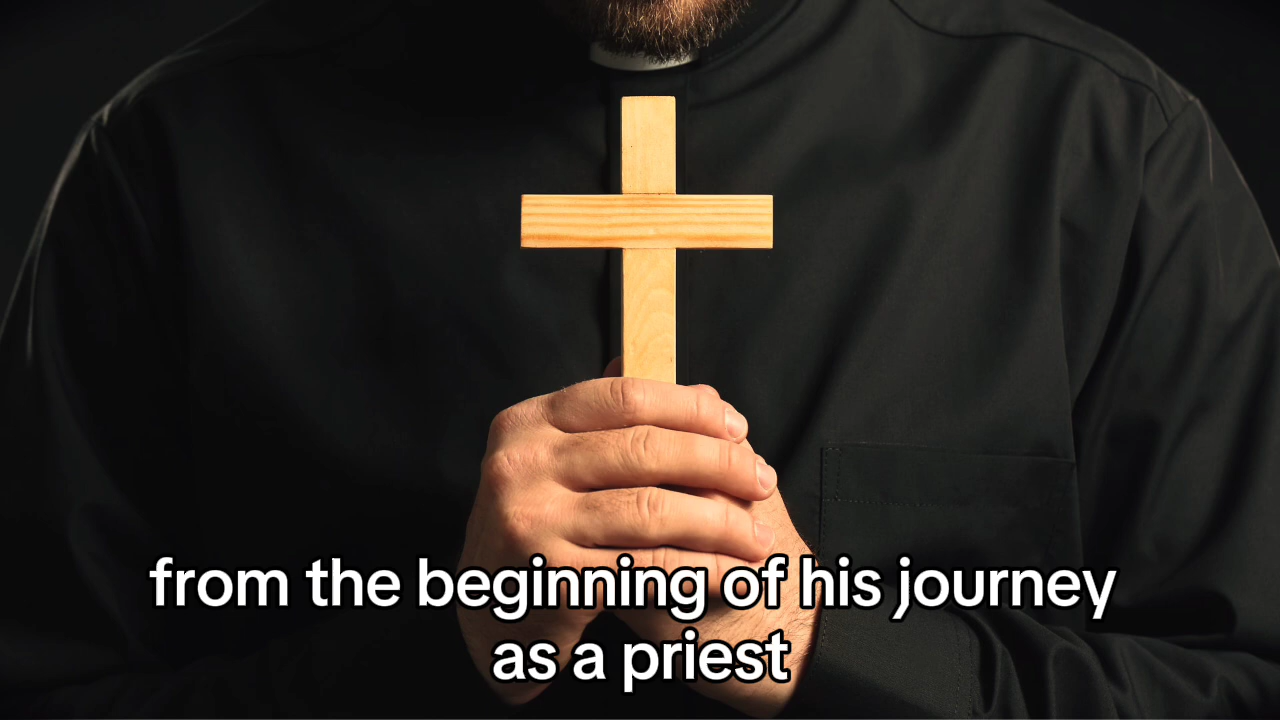 from the beginning of his journey
as a priest